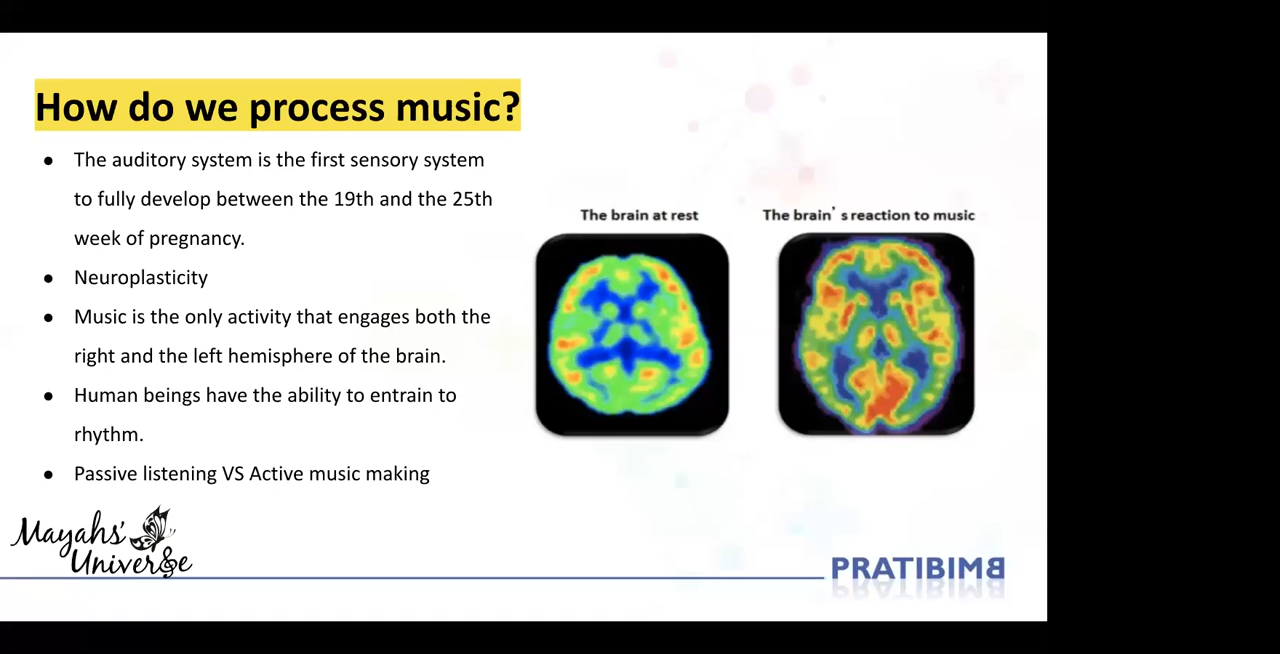 How do we process music?
● The auditory system is the first sensory system
to fully develop between the 19th and the 25th
week of pregnancy.
● Neuroplasticity
● Music is the only activity that engages both the
right and the left hemisphere of the brain.
● Human beings have the ability to entrain to
rhythm.
● Passive listening VS Active music making
The brain at rest
The brain's reaction to music
Mayahs'
Universe
PRATIBIMB